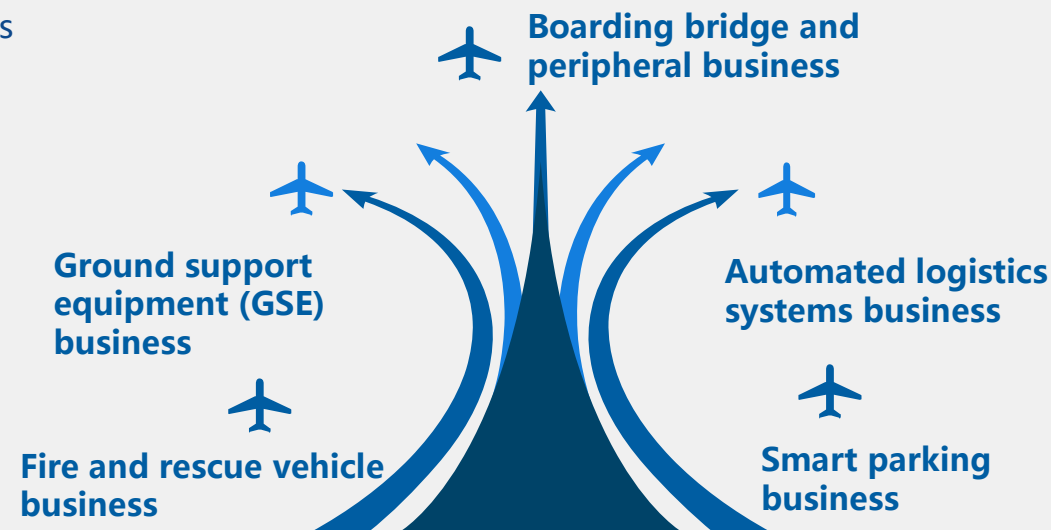 s
Boarding bridge and
peripheral business
Ground support
equipment (GSE)
business
Automated logistics
systems business
Fire and rescue vehicle
business
Smart parking
business